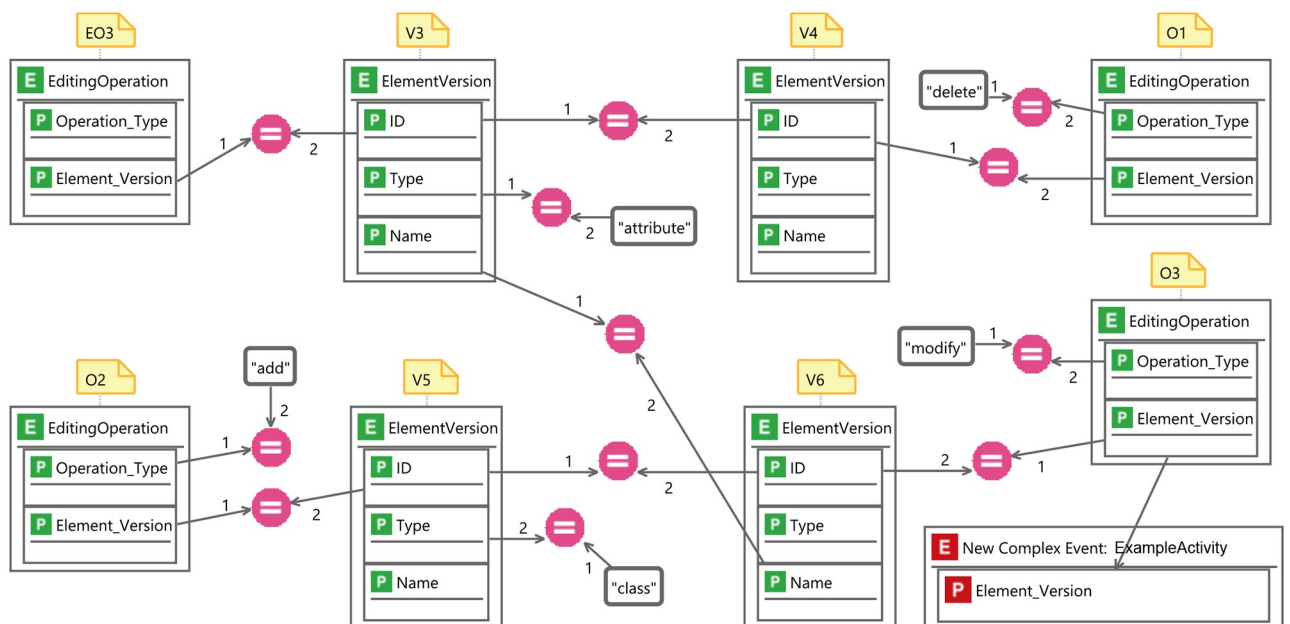 EO3
V3
V4
O1
E EditingOperation
P Operation_Type
P Element_Version
1
2
E ElementVersion
P ID
P Type
P Name
1
2
1
2
"attribute"
1
2
E ElementVersion
P ID
P Type
P Name
"delete"
1
2
1
2
E EditingOperation
P Operation_Type
P Element_Version
O3
"modify"
1
2
2
1
E EditingOperation
P Operation_Type
P Element_Version
O2
"add"
2
1
1
2
E EditingOperation
P Operation_Type
P Element_Version
V5
E ElementVersion
P ID
P Type
P Name
1
2
2
1
"class"
V6
E ElementVersion
P ID
P Type
P Name
E New Complex Event: ExampleActivity
P Element_Version